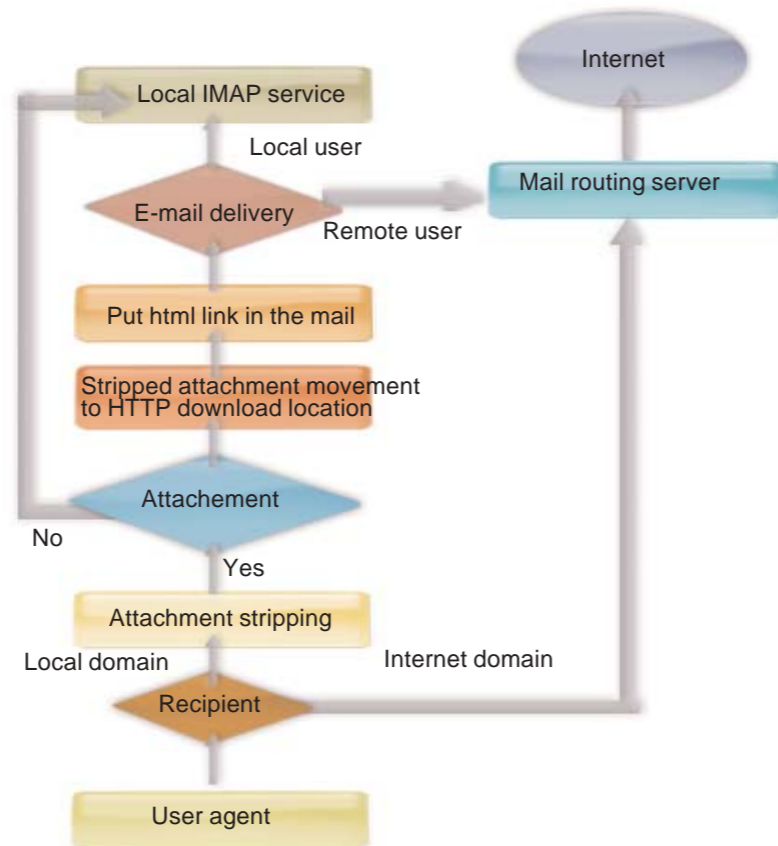 Internet
Local IMAP service
Local user
Mail routing server
E-mail delivery
Remote user
Put html link in the mail
Stripped attachment movement
to HTTP download location
Attachement
No
Yes
Attachment stripping
Local domain
Internet domain
Recipient
User agent